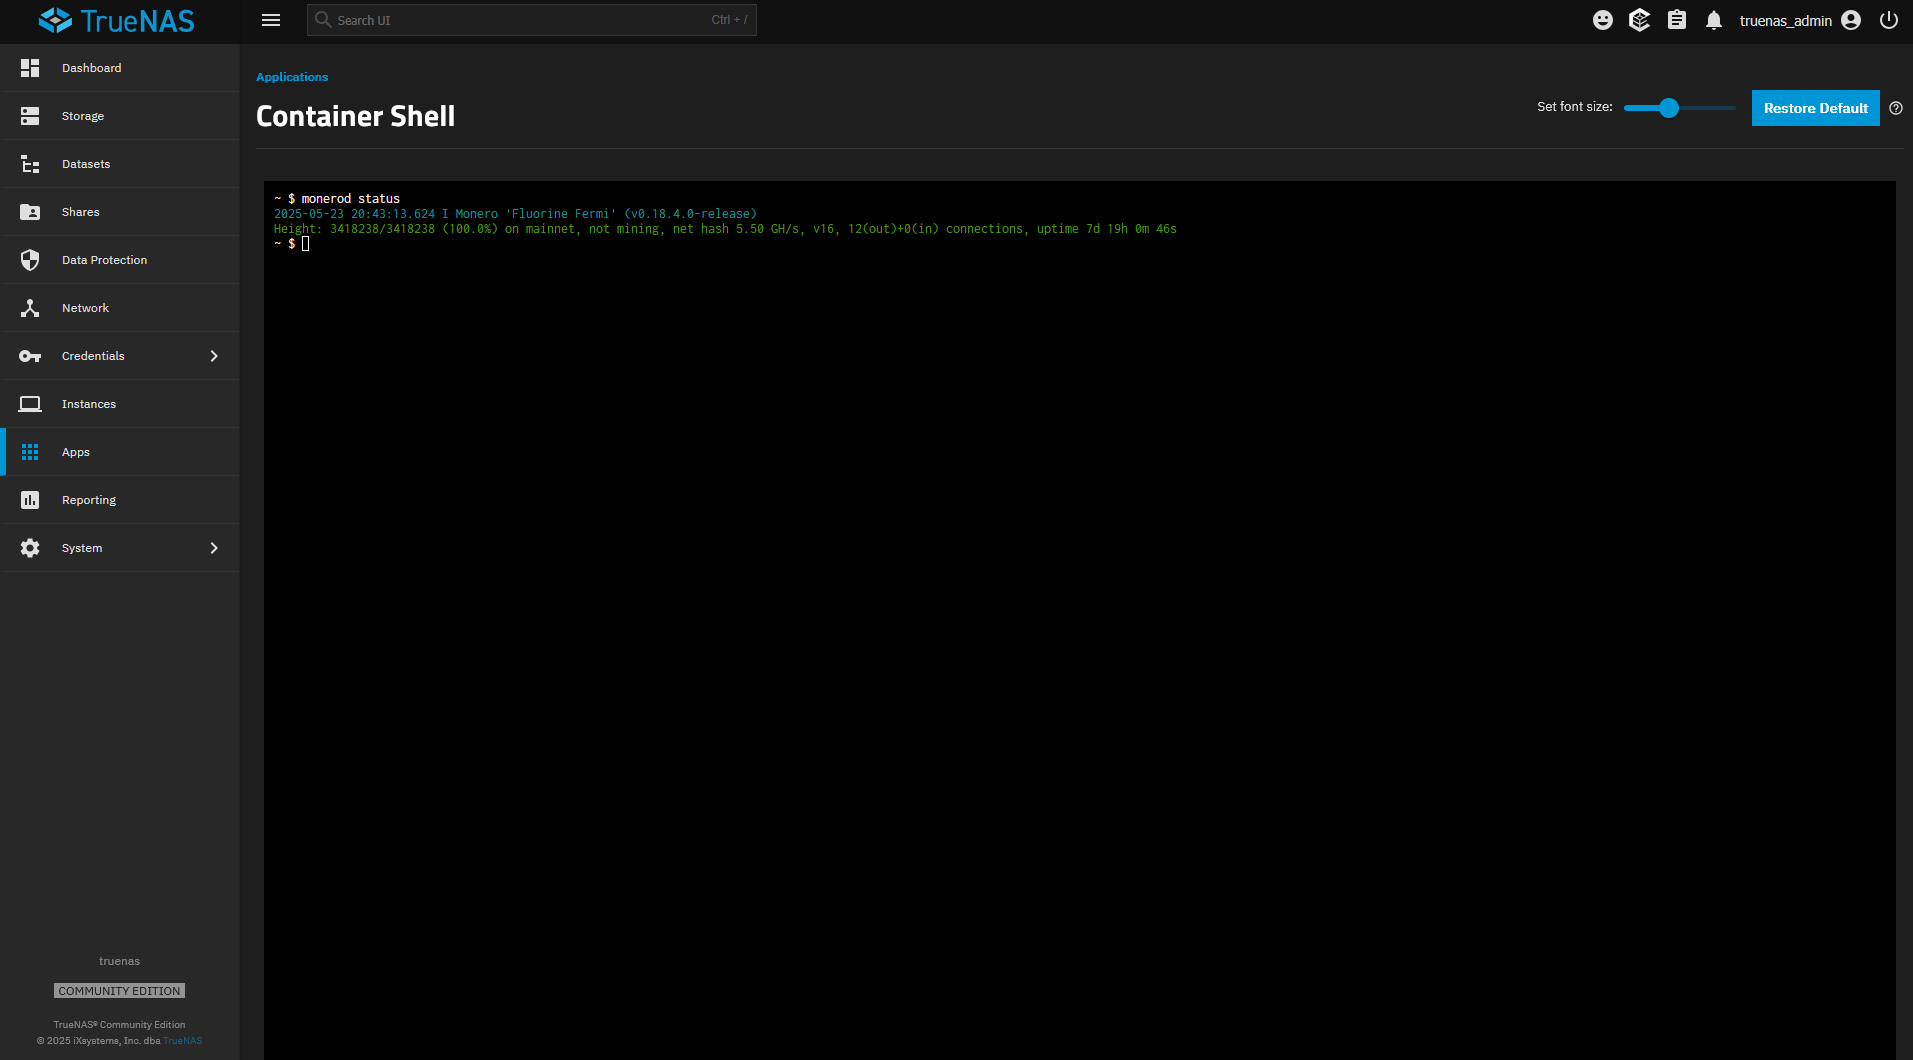 TrueNAS
Search UI
Ctrl + /
truenas_admin
Dashboard
Storage
Datasets
Shares
Data Protection
Network
Credentials
Instances
Apps
Reporting
System
truenas
COMMUNITY EDITION
TrueNAS® Community Edition
© 2025 iXsystems, Inc. dba TrueNAS
Applications
Container Shell
Set font size:
Restore Default
~ $ monerod status
2025-05-23 20:43:13.624 I Monero 'Fluorine Fermi' (v0.18.4.0-release)
Height: 3418238/3418238 (100.0%) on mainnet, not mining, net hash 5.50 GH/s, v16, 12(out)+0(in) connections, uptime 7d 19h 0m 46s
~ $